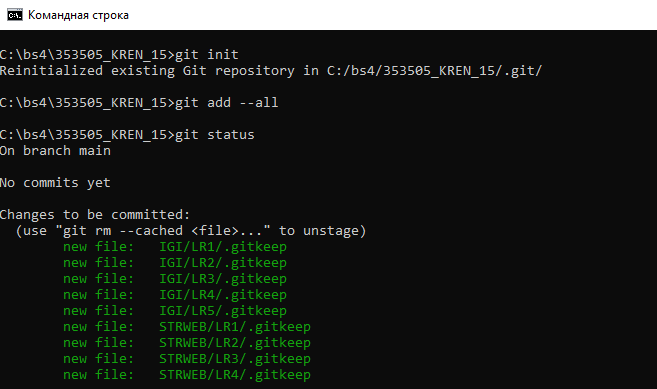 C:\. Командная строка
C:\bs4\353505_KREN_15>git init
Reinitialized existing Git repository in C:/bs4/353505_KREN_15/.git/
C:\bs4\353505_KREN_15>git add --all
C:\bs4\353505_KREN_15>git status
On branch main
No commits yet
Changes to be committed:
  (use "git rm --cached <file>..." to unstage)
        new file:   IGI/LR1/.gitkeep
        new file:   IGI/LR2/.gitkeep
        new file:   IGI/LR3/.gitkeep
        new file:   IGI/LR4/.gitkeep
        new file:   IGI/LR5/.gitkeep
        new file:   STRWEB/LR1/.gitkeep
        new file:   STRWEB/LR2/.gitkeep
        new file:   STRWEB/LR3/.gitkeep
        new file:   STRWEB/LR4/.gitkeep